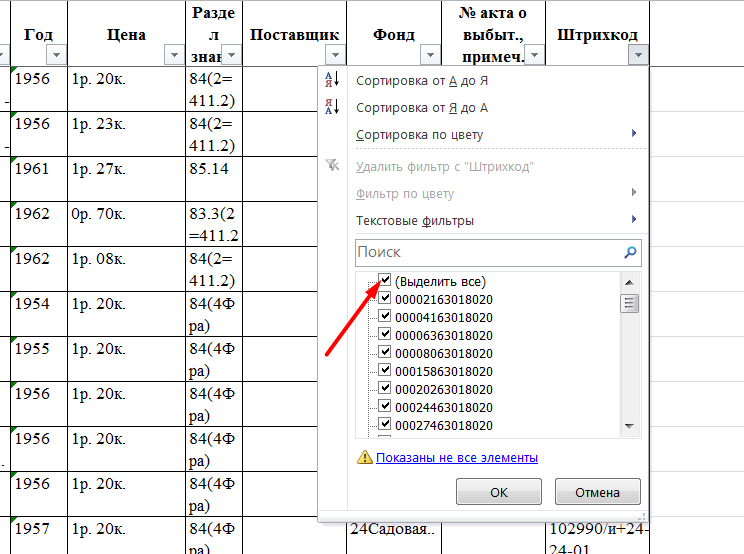 Год Цена Разде л знан Поставщик Фонд № акта о выбыт., примеч. Штрихкод
1956 1р. 20к. 84(2= 411.2)
-
1956 1р. 23к. 84(2= 411.2)
-
1961 1р. 27к. 85.14
1962 0р. 70к. 83.3(2 =411.2
1962 1р. 08к. 84(2= 411.2)
1954 1р. 20к. 84(4Ф ра)
1955 1р. 20к. 84(4Ф ра)
1956 1р. 20к. 84(4Ф ра)
1956 1р. 20к. 84(4Ф ра)
.
1956 1р. 20к. 84(4Ф ра)
1957 1р. 20к. 84(4Ф ра) 24Садовая.. 102990/и+24- 24-01
Сортировка от А до Я
Сортировка от Я до А
Сортировка по цвету
Удалить фильтр с "Штрихкод"
Фильтр по цвету
Текстовые фильтры
Поиск
(Выделить все)
00002163018020
00004163018020
00006363018020
00008063018020
00015863018020
00020263018020
00024463018020
00027463018020
Показаны не все элементы
ОК Отмена